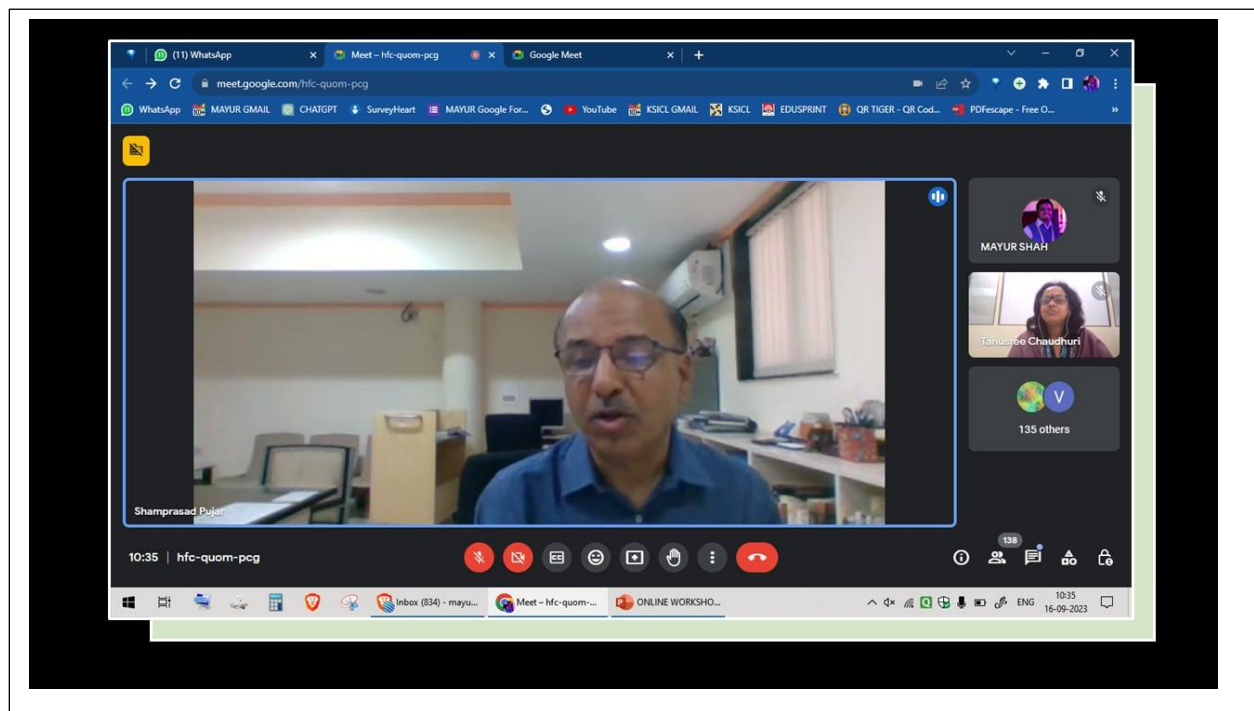 (11) WhatsApp
Meet – hfc-quom-pcg
Google Meet
meet.google.com/hfc-quom-pcg
WhatsApp MAYUR GMAIL CHATGPT SurveyHeart MAYUR Google For... YouTube KSICL GMAIL KSICL EDUSPRINT QR TIGER - QR Cod... PDFescape - Free O... »
MAYUR SHAH
Tanusree Chaudhuri
V
135 others
Shamprasad Pujar
10:35 | hfc-quom-pcg
138
Inbox (834) - mayu... Meet – hfc-quom-... ONLINE WORKSHO... ENG 10:35
16-09-2023